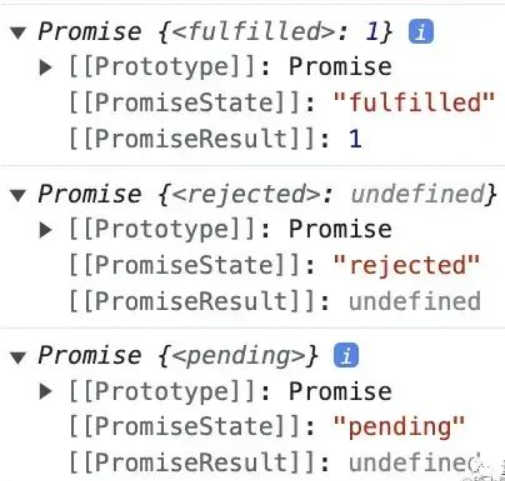 ▼ Promise {<fulfilled>: 1} i
▶ [[Prototype]]: Promise
[[PromiseState]]: "fulfilled"
[[PromiseResult]]: 1
▼ Promise {<rejected>: undefined}
▶ [[Prototype]]: Promise
[[PromiseState]]: "rejected"
[[PromiseResult]]: undefined
▼ Promise {<pending>} i
▶ [[Prototype]]: Promise
[[PromiseState]]: "pending"
[[PromiseResult]]: undefined